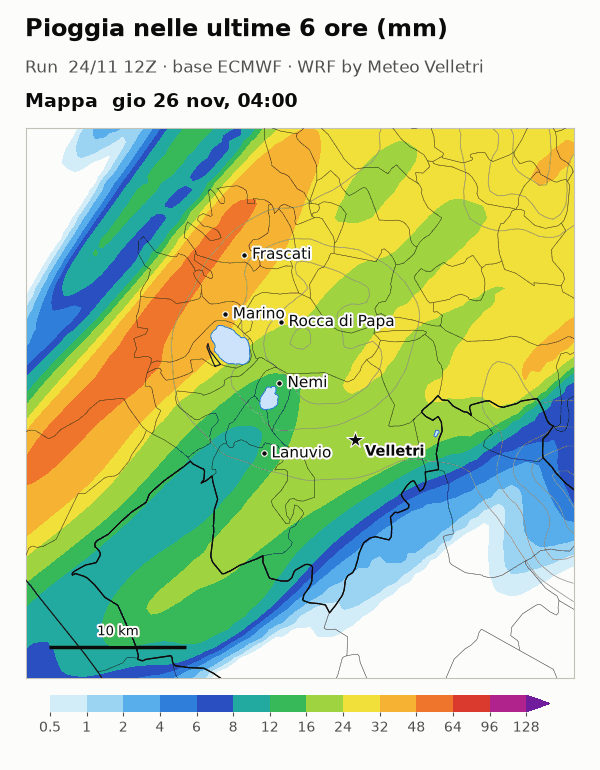 Pioggia nelle ultime 6 ore (mm)
Run  24/11 12Z · base ECMWF · WRF by Meteo Velletri
Mappa  gio 26 nov, 04:00
Frascati
Marino
Rocca di Papa
Nemi
Velletri
Lanuvio
10 km
0.5 1 2 4 6 8 12 16 24 32 48 64 96 128